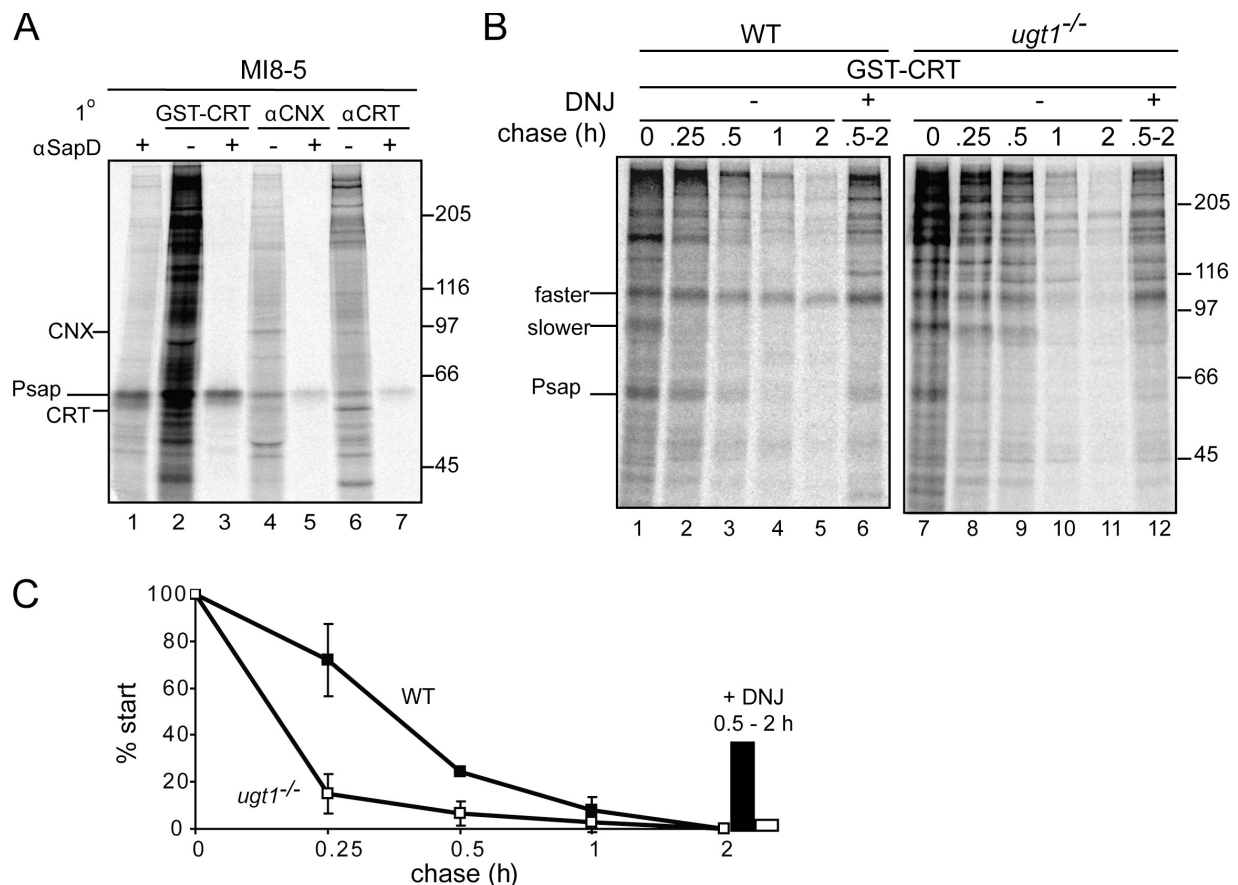 A
MI8-5
1° GST-CRT αCNX αCRT
αSapD + - + - + - +
205
116
CNX 97
Psap 66
CRT
45
1 2 3 4 5 6 7
B
WT ugt1-/-
GST-CRT
DNJ - + - +
chase (h) 0 .25 .5 1 2 .5-2 0 .25 .5 1 2 .5-2
205
116
faster 97
slower
Psap 66
45
1 2 3 4 5 6 7 8 9 10 11 12
C
100
80
60
40
20
0
% start
WT
ugt1-/-
+ DNJ
0.5 - 2 h
0 0.25 0.5 1 2
chase (h)